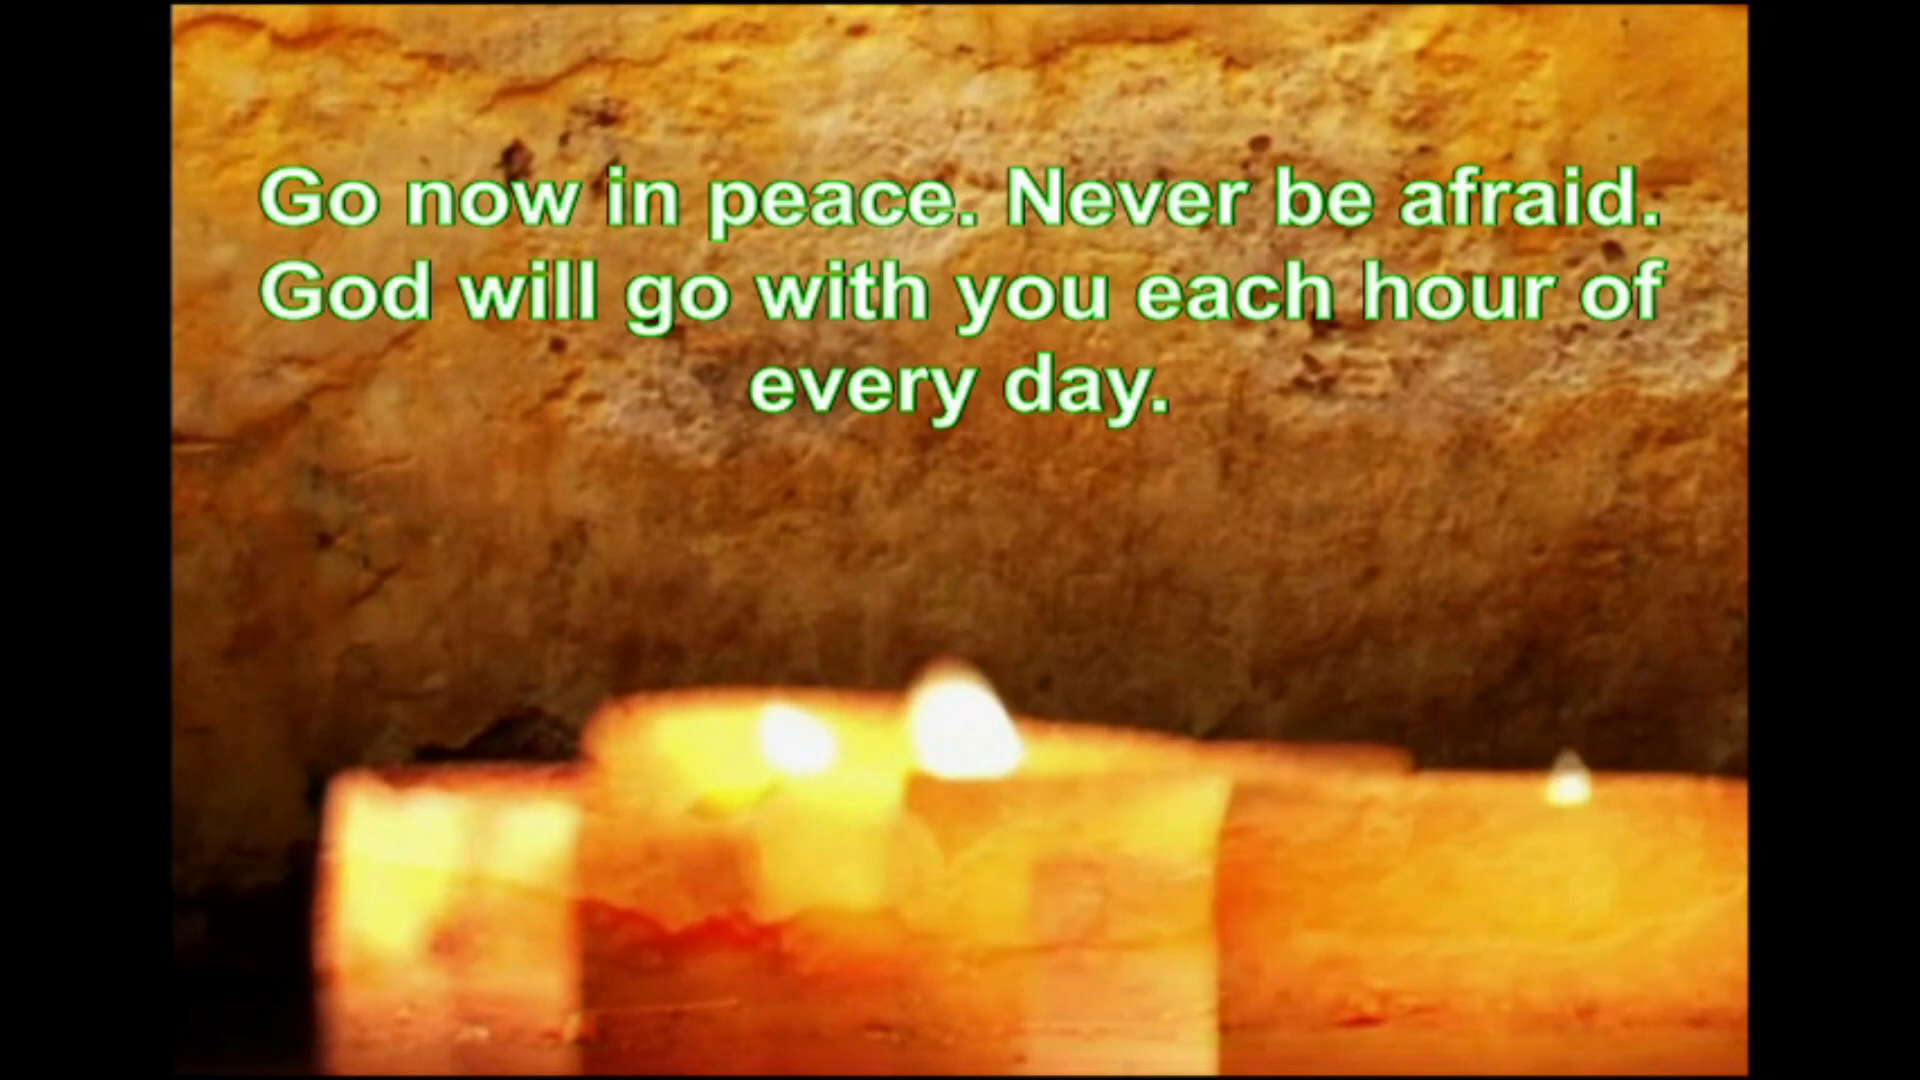 Go now in peace. Never be afraid.
God will go with you each hour of
every day.